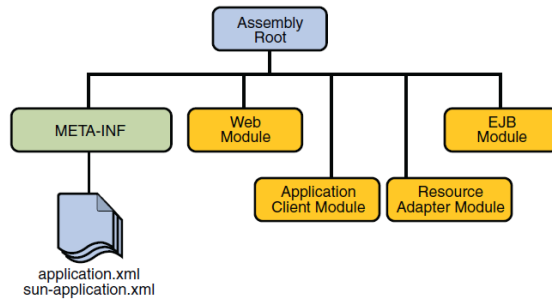 Assembly
Root
META-INF
Web
Module
EJB
Module
Application
Client Module
Resource
Adapter Module
application.xml
sun-application.xml